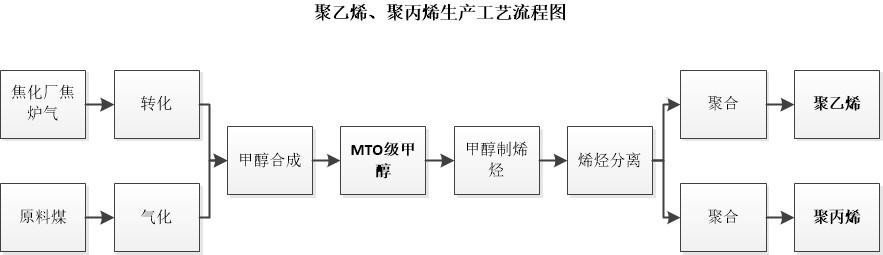 聚乙烯、聚丙烯生产工艺流程图
焦化厂焦
炉气
转化
聚合
聚乙烯
甲醇合成
MTO级甲
醇
甲醇制烯
烃
烯烃分离
原料煤
气化
聚合
聚丙烯